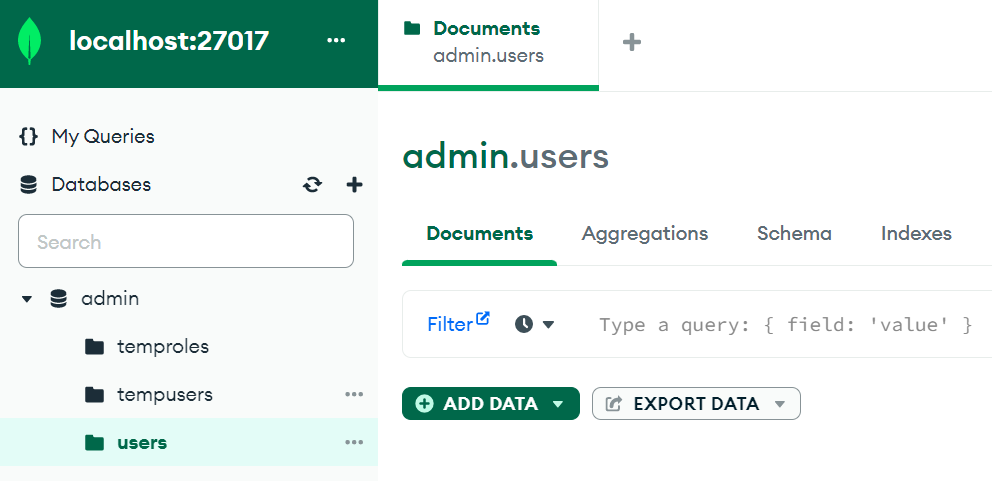 localhost:27017
Documents
admin.users
My Queries
Databases
Search
admin
temproles
tempusers
users
admin.users
Documents Aggregations Schema Indexes
Filter Type a query: { field: 'value' }
ADD DATA EXPORT DATA